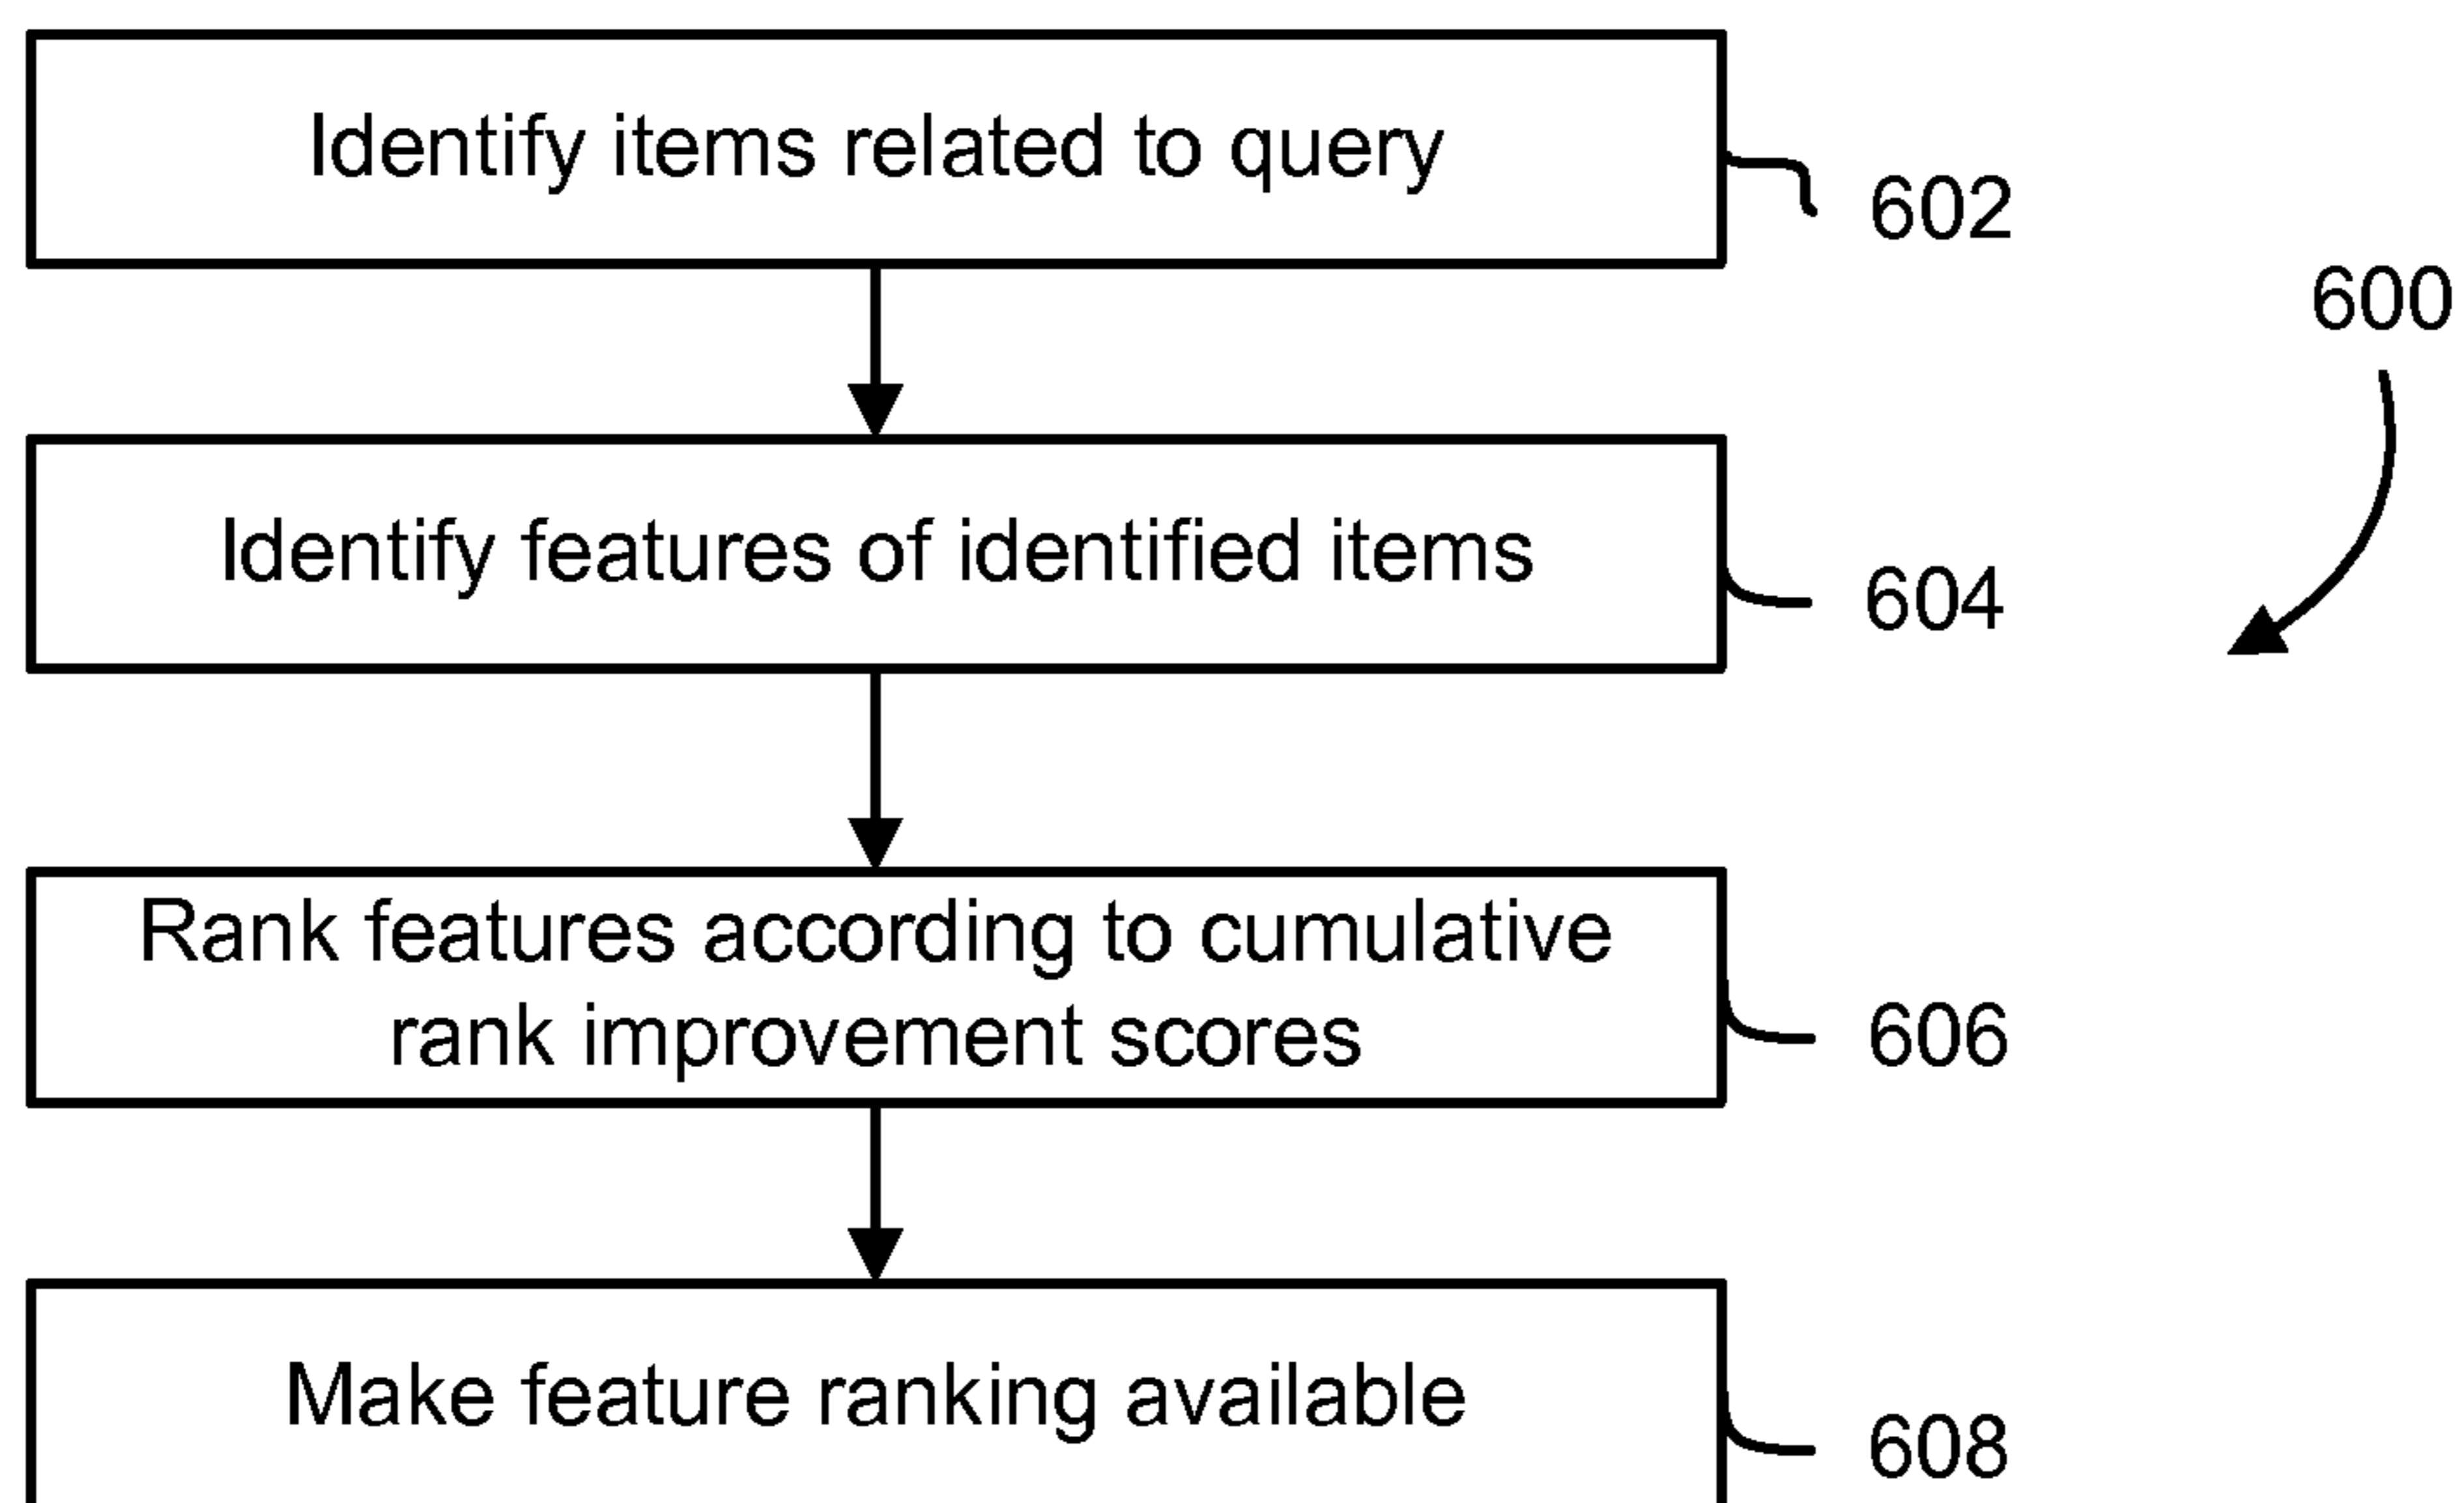 Identify items related to query
602
600
Identify features of identified items
604
Rank features according to cumulative
rank improvement scores
606
Make feature ranking available
608